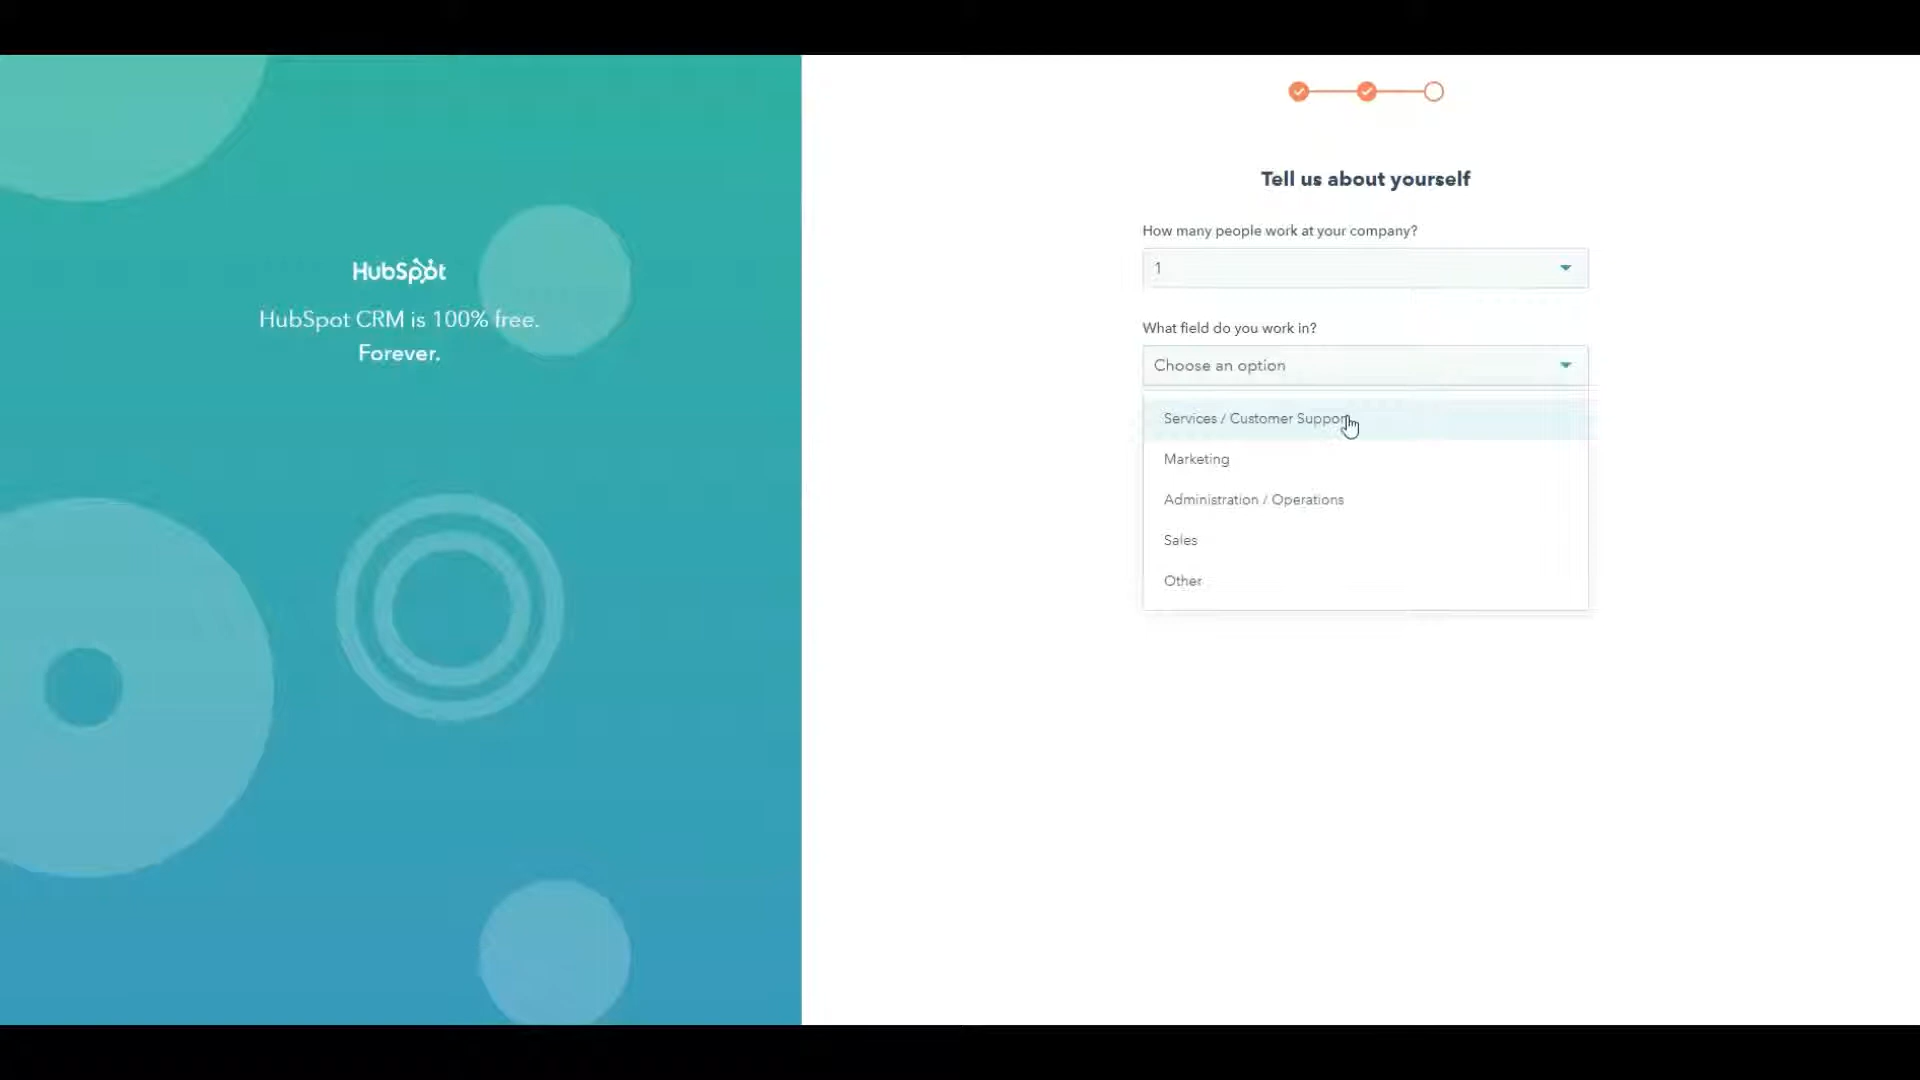 HubSpot
HubSpot CRM is 100% free.
Forever.
Tell us about yourself
How many people work at your company?
1
What field do you work in?
Choose an option
Services / Customer Support
Marketing
Administration / Operations
Sales
Other